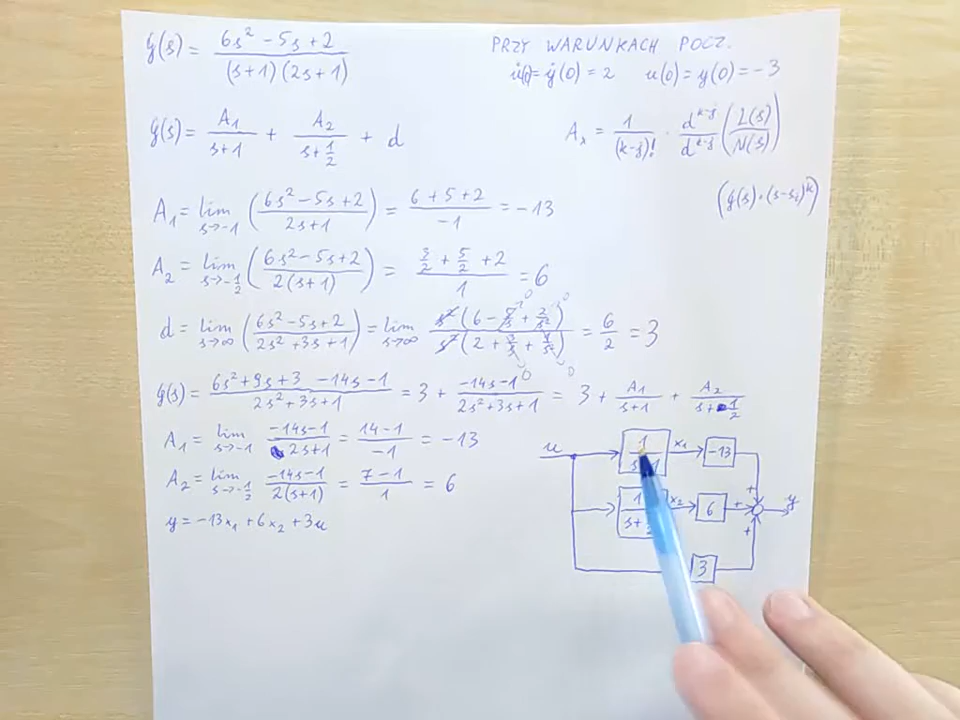 g(s) = (6s² - 5s + 2) / ((s+1)(2s+1))
PRZY WARUNKACH POCZ.
u̇(0) = ẏ(0) = 2   u(0) = y(0) = -3
g(s) = A₁/(s+1) + A₂/(s+1/2) + d
Aₓ = 1/(k-j)! · d^(k-j)/d^(k-j) (L(s)/N(s))
(g(s)·(s-sᵢ)^k)
A₁ = lim s→-1 ((6s² - 5s + 2)/(2s+1)) = (6+5+2)/(-1) = -13
A₂ = lim s→-1/2 ((6s² - 5s + 2)/(2(s+1))) = (3/2 + 5/2 + 2)/1 = 6
d = lim s→∞ ((6s² - 5s + 2)/(2s² + 3s + 1)) = lim s→∞ s²(6 - 5/s + 2/s²)/(s²(2 + 3/s + 1/s²)) = 6/2 = 3
g(s) = (6s² + 9s + 3 - 14s - 1)/(2s² + 3s + 1) = 3 + (-14s - 1)/(2s² + 3s + 1) = 3 + A₁/(s+1) + A₂/(s+1/2)
A₁ = lim s→-1 (-14s - 1)/(2s+1) = (14-1)/(-1) = -13
A₂ = lim s→-1/2 (-14s - 1)/(2(s+1)) = (7-1)/1 = 6
y = -13x₁ + 6x₂ + 3u
u
1
x₁
-13
+
1/s+
x₂
6
+
y
3
+